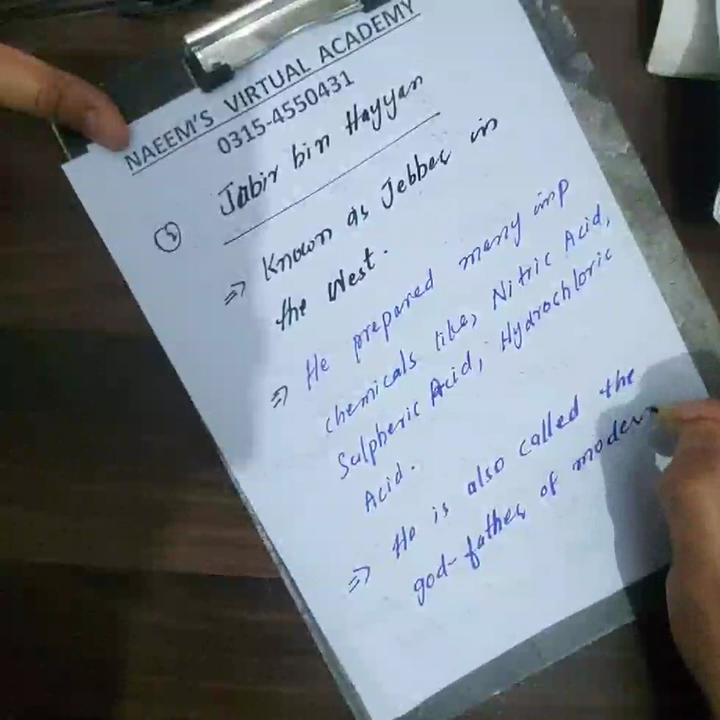 NAEEM'S VIRTUAL ACADEMY
0315-4550431
③ Jabir bin Hayyan
⇒ Known as Jebber in
the West.
⇒ He prepared many imp
chemicals like, Nitric Acid,
Sulpheric Acid, Hydrochloric
Acid.
⇒ He is also called the
god-father of modern